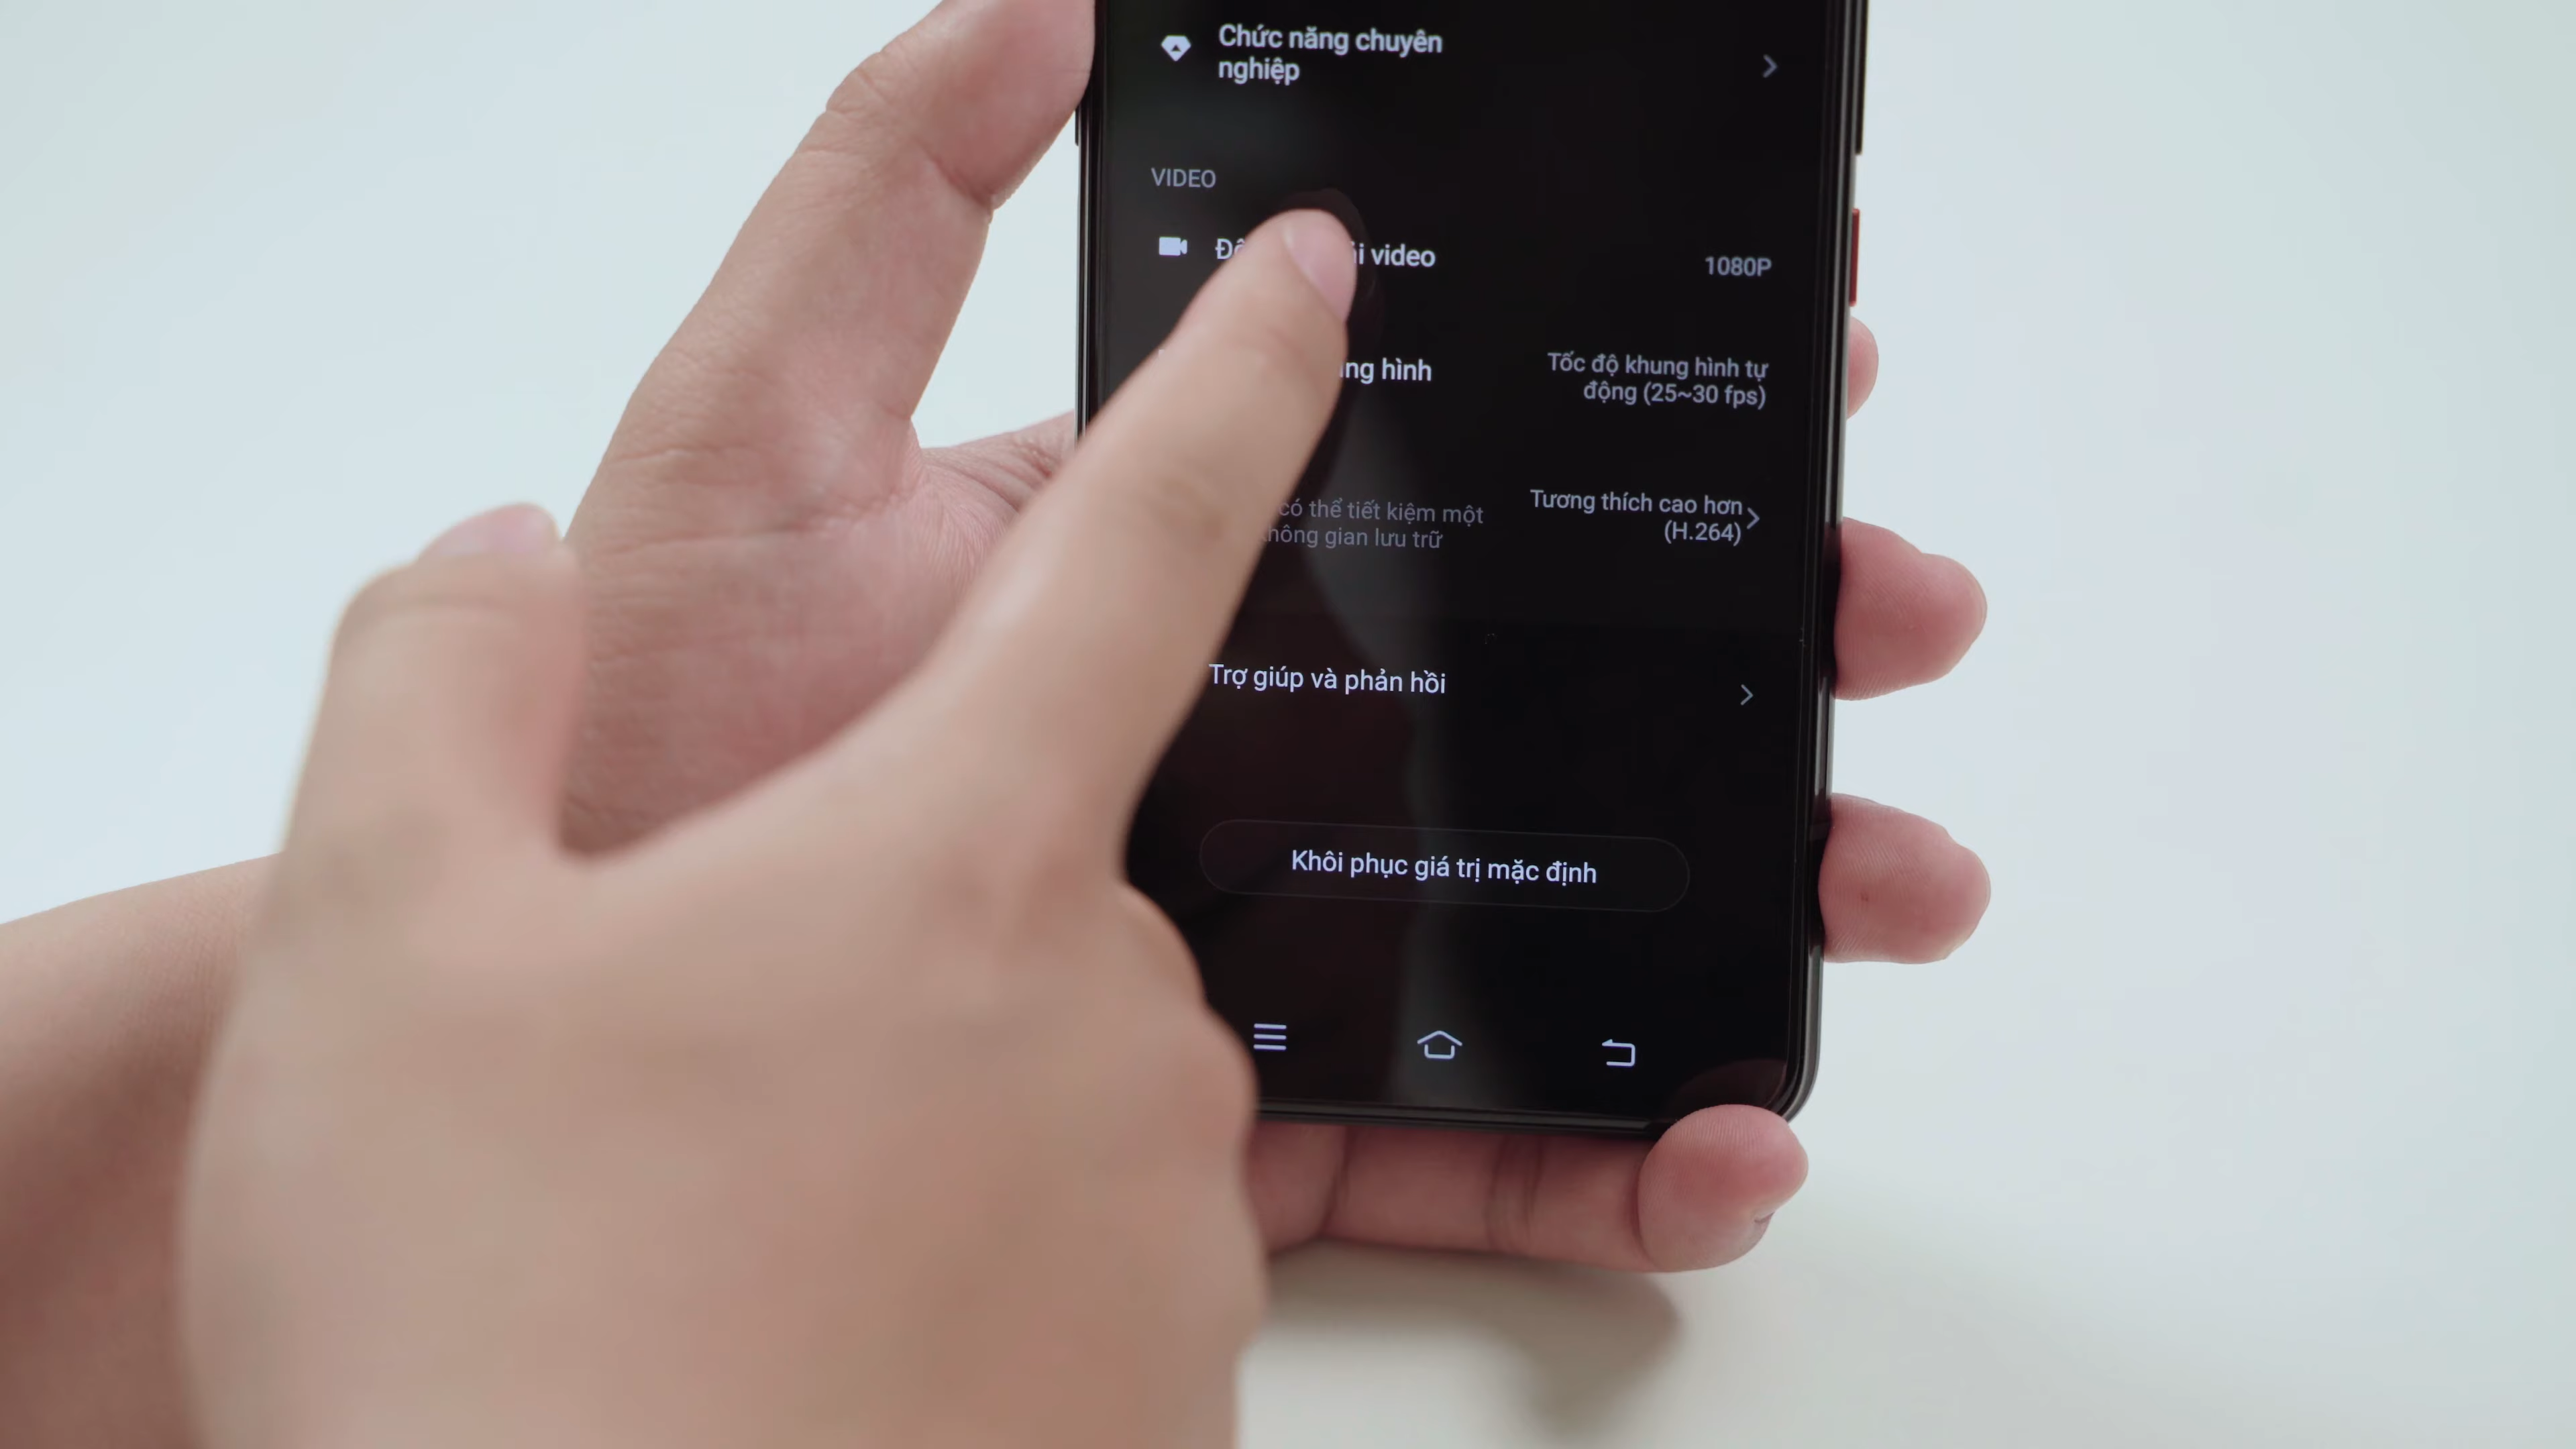 Chức năng chuyên
nghiệp
VIDEO
video
1080P
hình
Tốc độ khung hình tự
động (25~30 fps)
có thể tiết kiệm một
gian lưu trữ
Tương thích cao hơn
(H.264)
Trợ giúp và phản hồi
Khôi phục giá trị mặc định